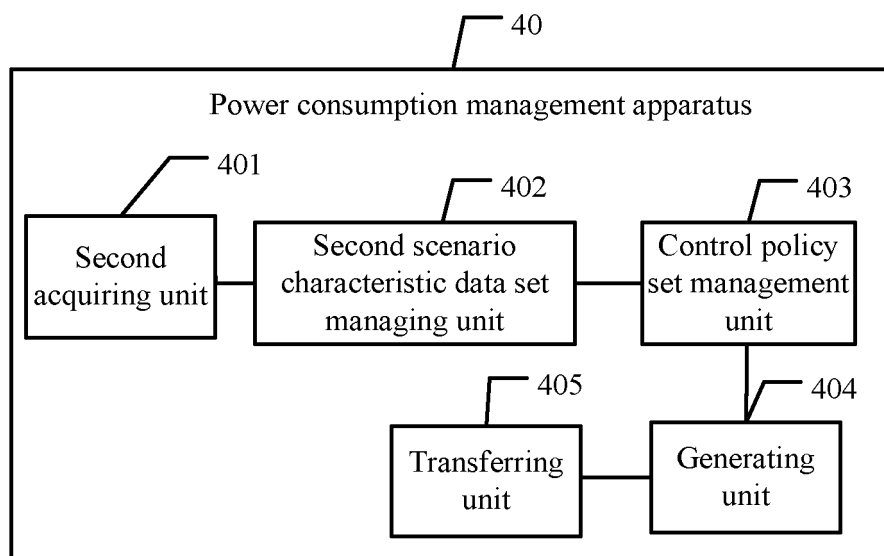 40
Power consumption management apparatus
401
402
403
Second
acquiring unit
Second scenario
characteristic data set
managing unit
Control policy
set management
unit
405
404
Transferring
unit
Generating
unit